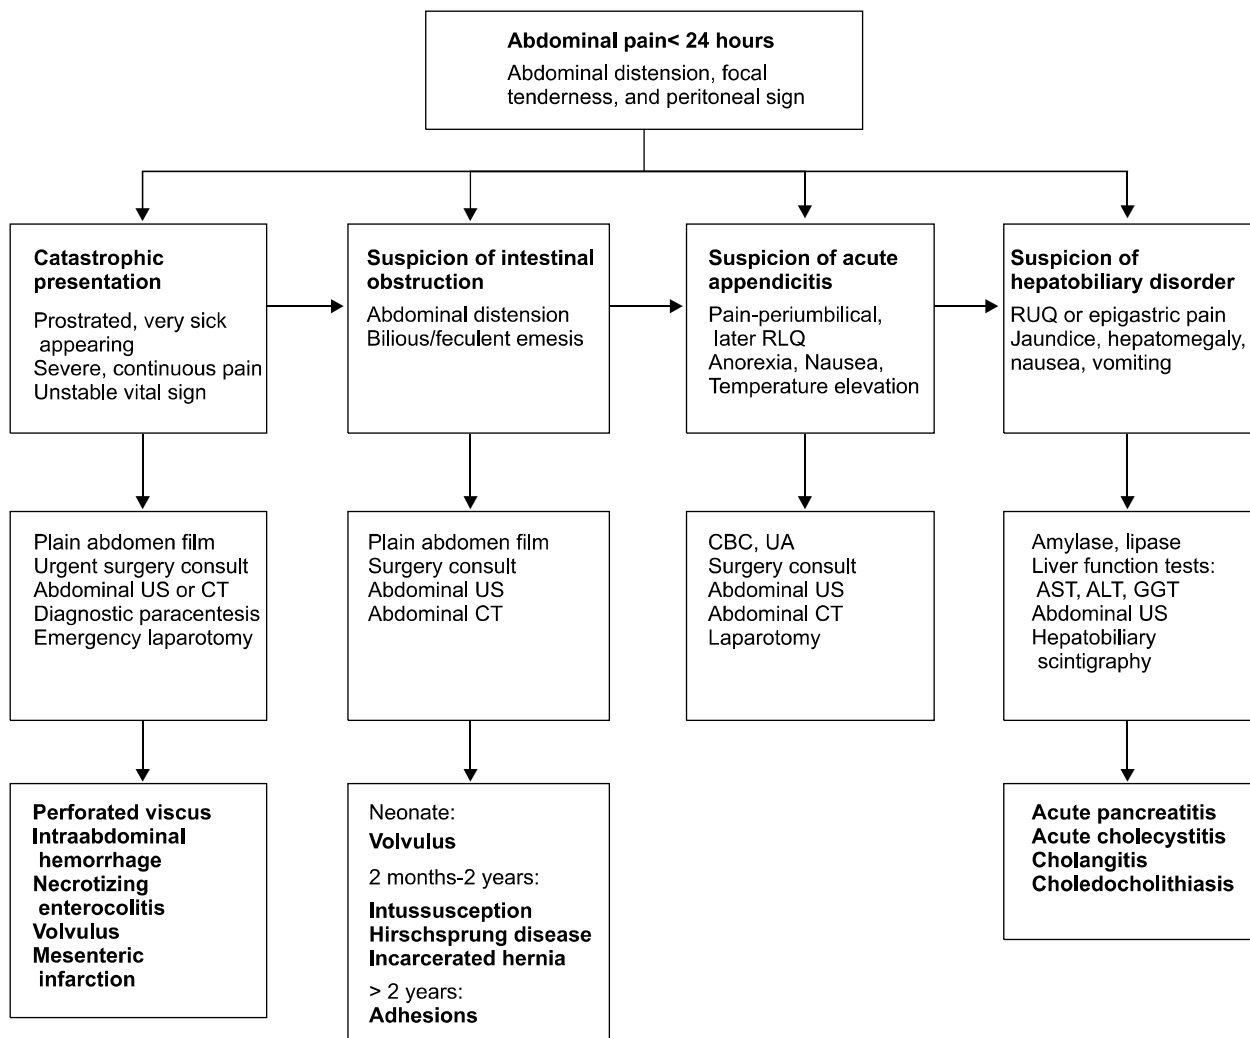 Abdominal pain< 24 hours
Abdominal distension, focal
tenderness, and peritoneal sign
Catastrophic
presentation
Prostrated, very sick
appearing
Severe, continuous pain
Unstable vital sign
Suspicion of intestinal
obstruction
Abdominal distension
Bilious/feculent emesis
Suspicion of acute
appendicitis
Pain-periumbilical,
later RLQ
Anorexia, Nausea,
Temperature elevation
Suspicion of
hepatobiliary disorder
RUQ or epigastric pain
Jaundice, hepatomegaly,
nausea, vomiting
Plain abdomen film
Urgent surgery consult
Abdominal US or CT
Diagnostic paracentesis
Emergency laparotomy
Plain abdomen film
Surgery consult
Abdominal US
Abdominal CT
CBC, UA
Surgery consult
Abdominal US
Abdominal CT
Laparotomy
Amylase, lipase
Liver function tests:
AST, ALT, GGT
Abdominal US
Hepatobiliary
scintigraphy
Perforated viscus
Intraabdominal
hemorrhage
Necrotizing
enterocolitis
Volvulus
Mesenteric
infarction
Neonate:
Volvulus
2 months-2 years:
Intussusception
Hirschsprung disease
Incarcerated hernia
> 2 years:
Adhesions
Acute pancreatitis
Acute cholecystitis
Cholangitis
Choledocholithiasis